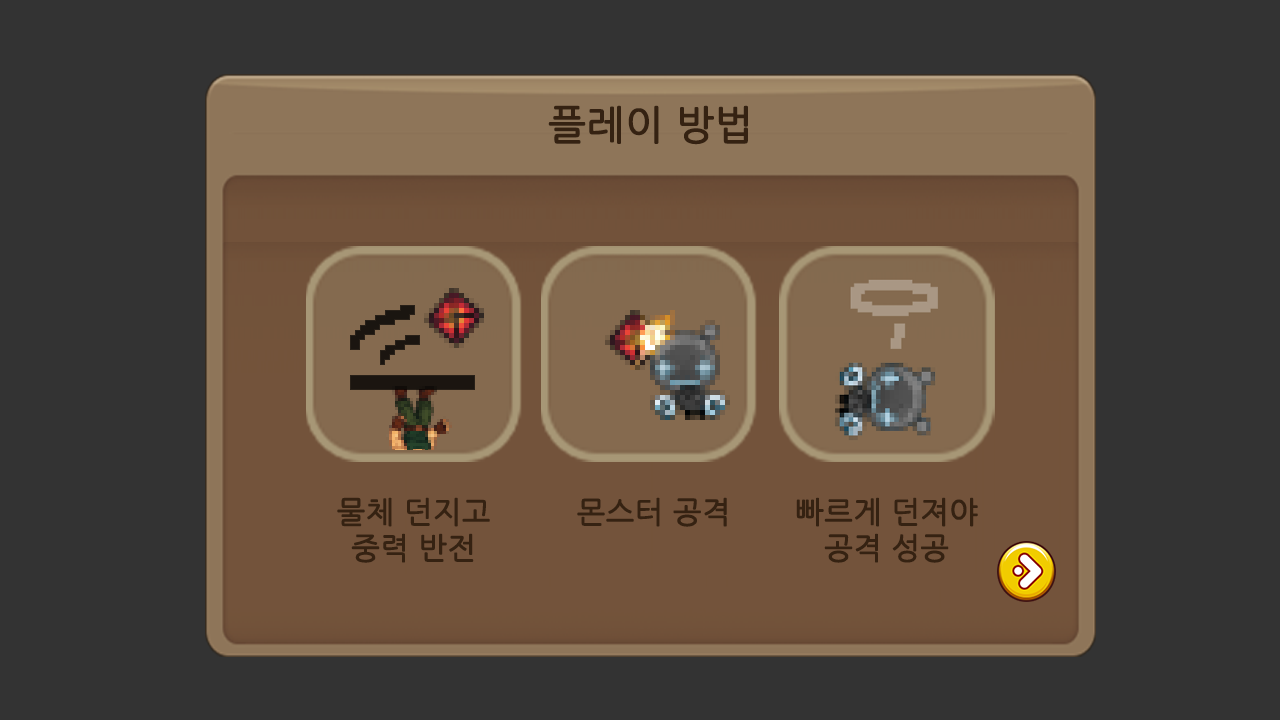 플레이 방법
물체 던지고
중력 반전
몬스터 공격
빠르게 던져야
공격 성공